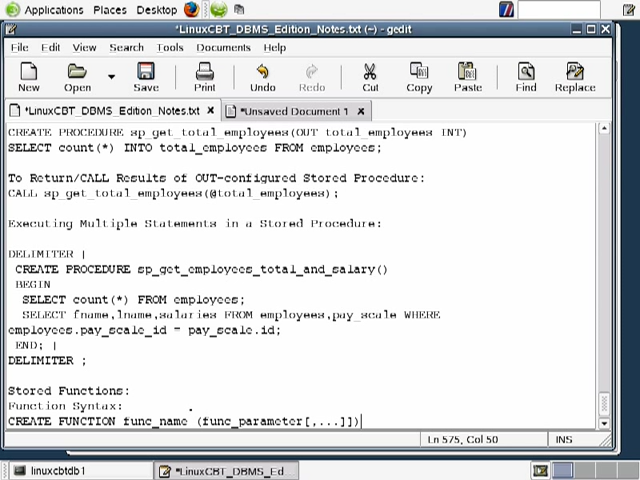 Applications Places Desktop
*LinuxCBT_DBMS_Edition_Notes.txt (~) - gedit
File Edit View Search Tools Documents Help
New Open Save Print Undo Redo Cut Copy Paste Find Replace
*LinuxCBT_DBMS_Edition_Notes.txt × *Unsaved Document 1 ×
CREATE PROCEDURE sp_get_total_employees(OUT total_employees INT)
SELECT count(*) INTO total_employees FROM employees;
To Return/CALL Results of OUT-configured Stored Procedure:
CALL sp_get_total_employees(@total_employees);
Executing Multiple Statements in a Stored Procedure:
DELIMITER |
CREATE PROCEDURE sp_get_employees_total_and_salary()
BEGIN
SELECT count(*) FROM employees;
SELECT fname,lname,salaries FROM employees,pay_scale WHERE
employees.pay_scale_id = pay_scale.id;
END; |
DELIMITER ;
Stored Functions:
Function Syntax:
CREATE FUNCTION func_name (func_parameter[,...]])
Ln 575, Col 50 INS
linuxcbtdb1 *LinuxCBT_DBMS_Ed